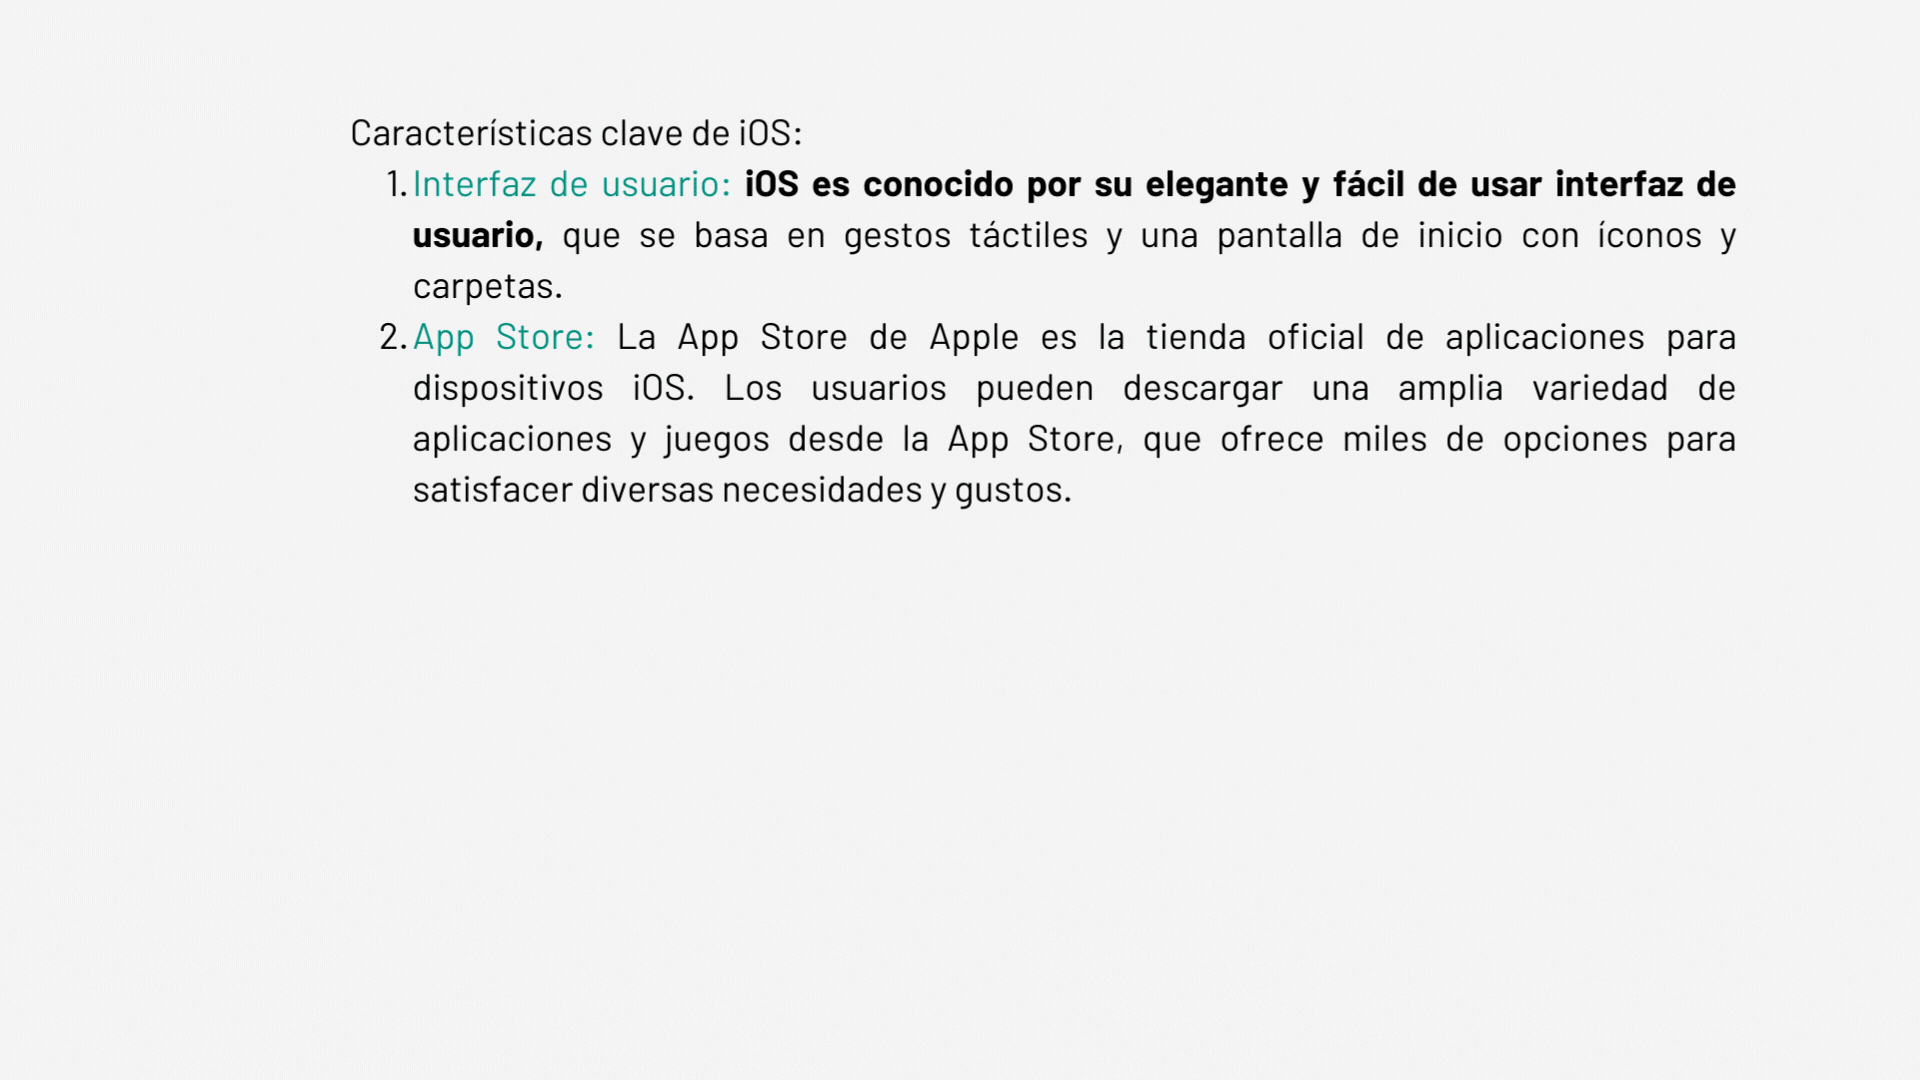 Características clave de iOS:
1. Interfaz de usuario: iOS es conocido por su elegante y fácil de usar interfaz de
usuario, que se basa en gestos táctiles y una pantalla de inicio con íconos y
carpetas.
2. App Store: La App Store de Apple es la tienda oficial de aplicaciones para
dispositivos iOS. Los usuarios pueden descargar una amplia variedad de
aplicaciones y juegos desde la App Store, que ofrece miles de opciones para
satisfacer diversas necesidades y gustos.